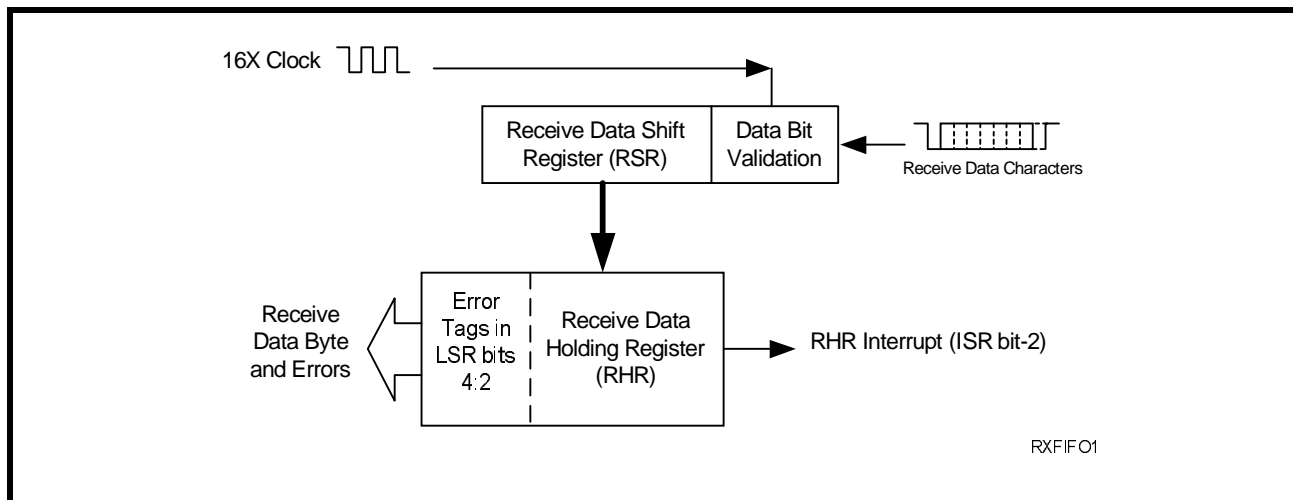 16X Clock
Receive Data Shift
Register (RSR)
Data Bit
Validation
Receive Data Characters
Receive
Data Byte
and Errors
Error
Tags in
LSR bits
4:2
Receive Data
Holding Register
(RHR)
RHR Interrupt (ISR bit-2)
RXFIFO1